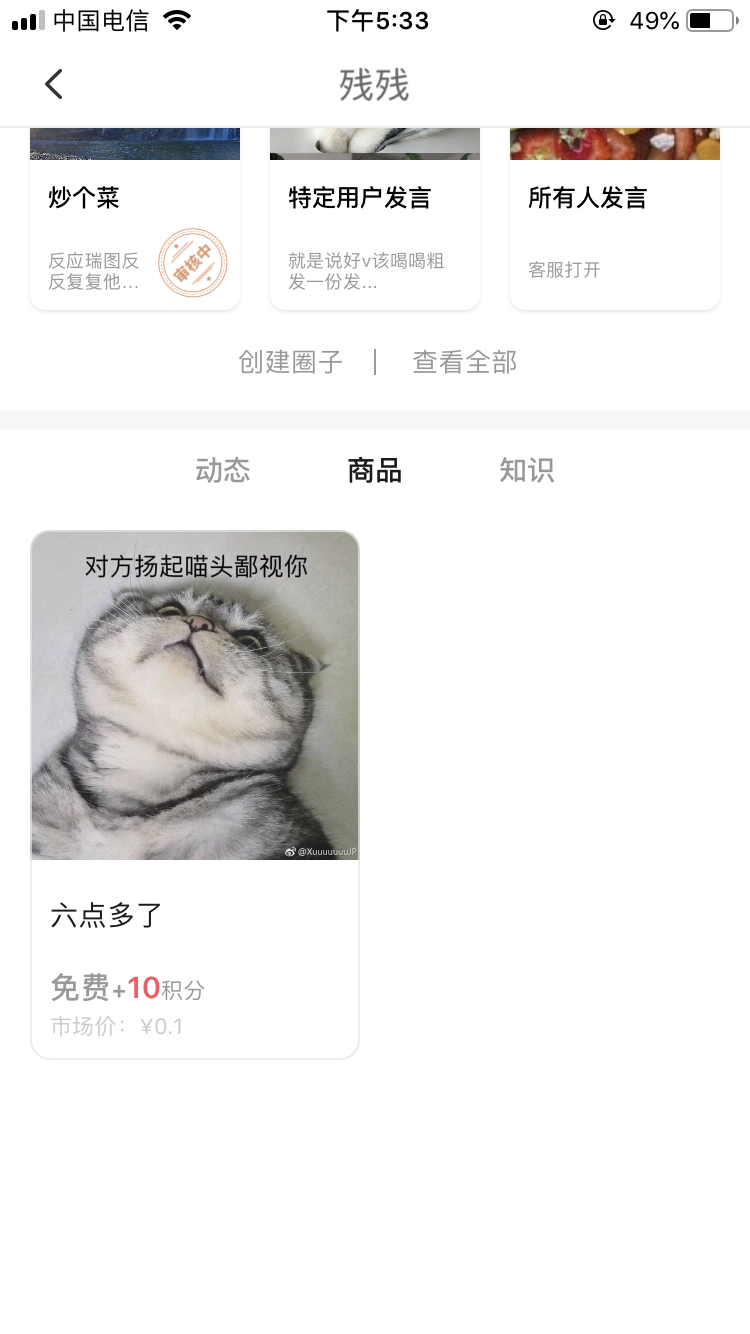 中国电信 下午5:33 49%
残残
炒个菜 特定用户发言 所有人发言
反应瑞图反
反复复他...
审核中
就是说好v该喝喝粗
发一份发...
客服打开
创建圈子 | 查看全部
动态 商品 知识
对方扬起喵头鄙视你
@XuuuuuuuJP
六点多了
免费+10积分
市场价：¥0.1